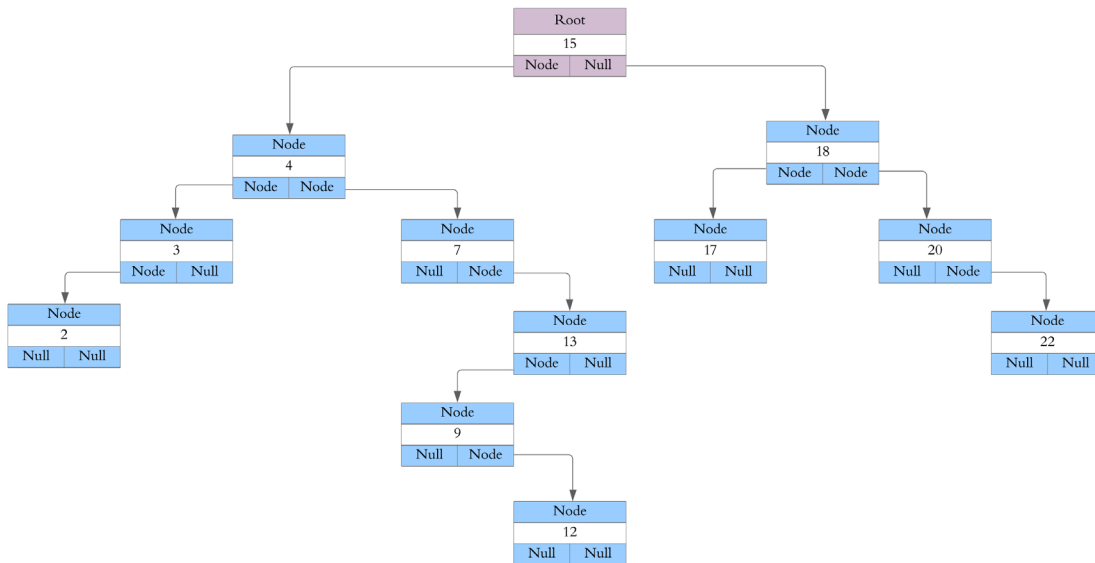 Root
15
Node Null
Node
4
Node Node
Node
18
Node Node
Node
3
Node Null
Node
7
Null Node
Node
17
Null Null
Node
20
Null Node
Node
2
Null Null
Node
13
Node Null
Node
22
Null Null
Node
9
Null Node
Node
12
Null Null